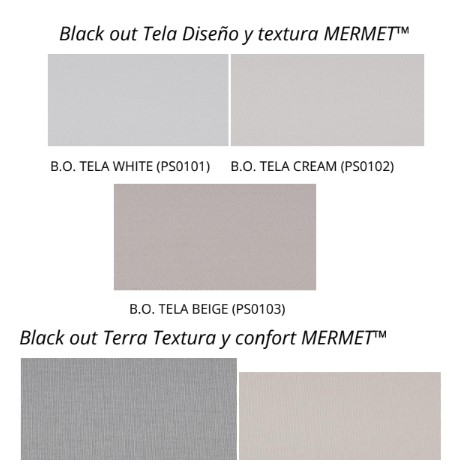 Black out Tela Diseño y textura MERMET™
B.O. TELA WHITE (PS0101) B.O. TELA CREAM (PS0102)
B.O. TELA BEIGE (PS0103)
Black out Terra Textura y confort MERMET™